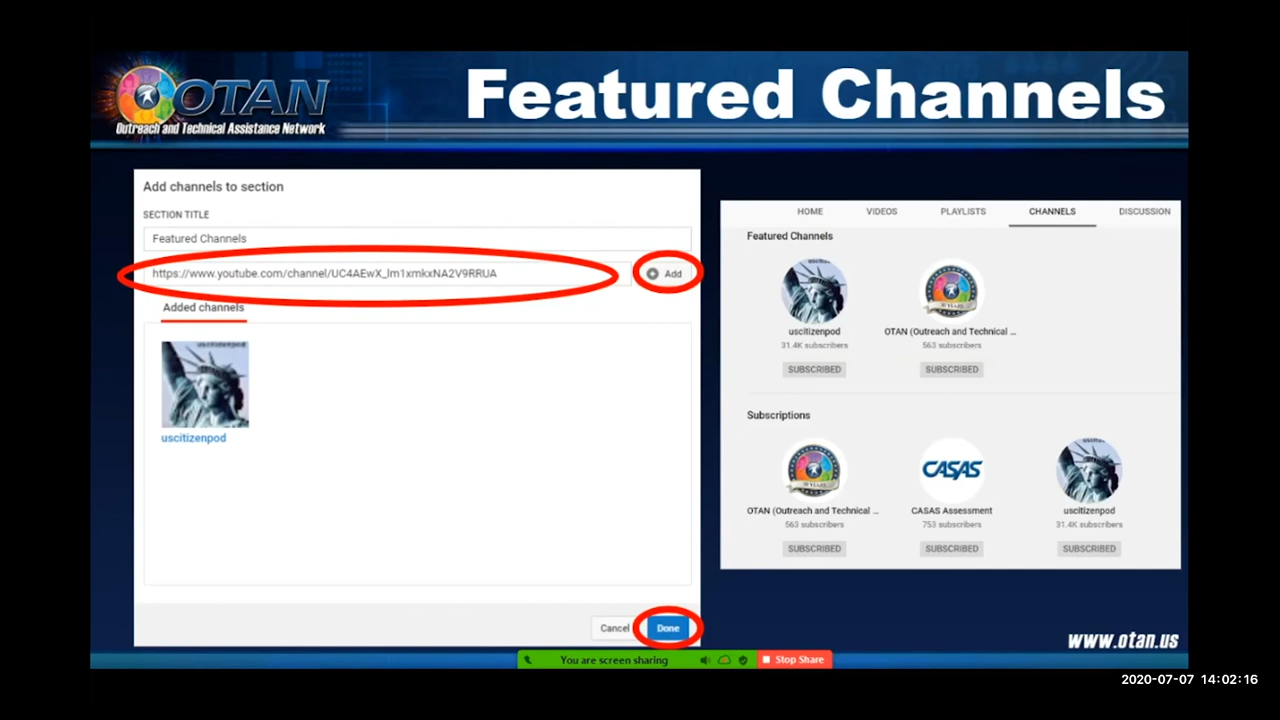 OTAN
Outreach and Technical Assistance Network
Featured Channels
Add channels to section
SECTION TITLE
Featured Channels
https://www.youtube.com/channel/UC4AEwX_lm1xmkxNA2V9RRUA
Add
Added channels
uscitizenpod
uscitizenpod
Cancel
Done
HOME VIDEOS PLAYLISTS CHANNELS DISCUSSION
Featured Channels
uscitizenpod OTAN (Outreach and Technical ...
31.4K subscribers 563 subscribers
SUBSCRIBED SUBSCRIBED
Subscriptions
CASAS
OTAN (Outreach and Technical ... CASAS Assessment uscitizenpod
563 subscribers 753 subscribers 31.4K subscribers
SUBSCRIBED SUBSCRIBED SUBSCRIBED
www.otan.us
You are screen sharing Stop Share
2020-07-07 14:02:16